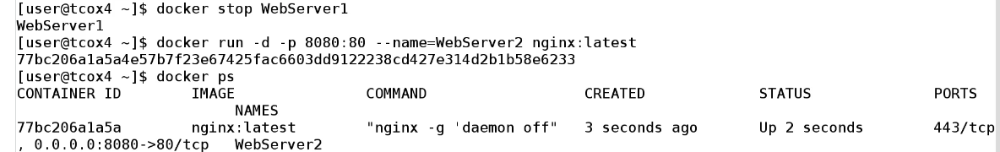 [user@tcox4 ~]$ docker stop WebServer1
WebServer1
[user@tcox4 ~]$ docker run -d -p 8080:80 --name=WebServer2 nginx:latest
77bc206a1a5a4e57b7f23e67425fac6603dd9122238cd427e314d2b1b58e6233
[user@tcox4 ~]$ docker ps
CONTAINER ID        IMAGE               COMMAND                  CREATED             STATUS              PORTS
                         NAMES
77bc206a1a5a        nginx:latest        "nginx -g 'daemon off"   3 seconds ago       Up 2 seconds        443/tcp
, 0.0.0.0:8080->80/tcp   WebServer2